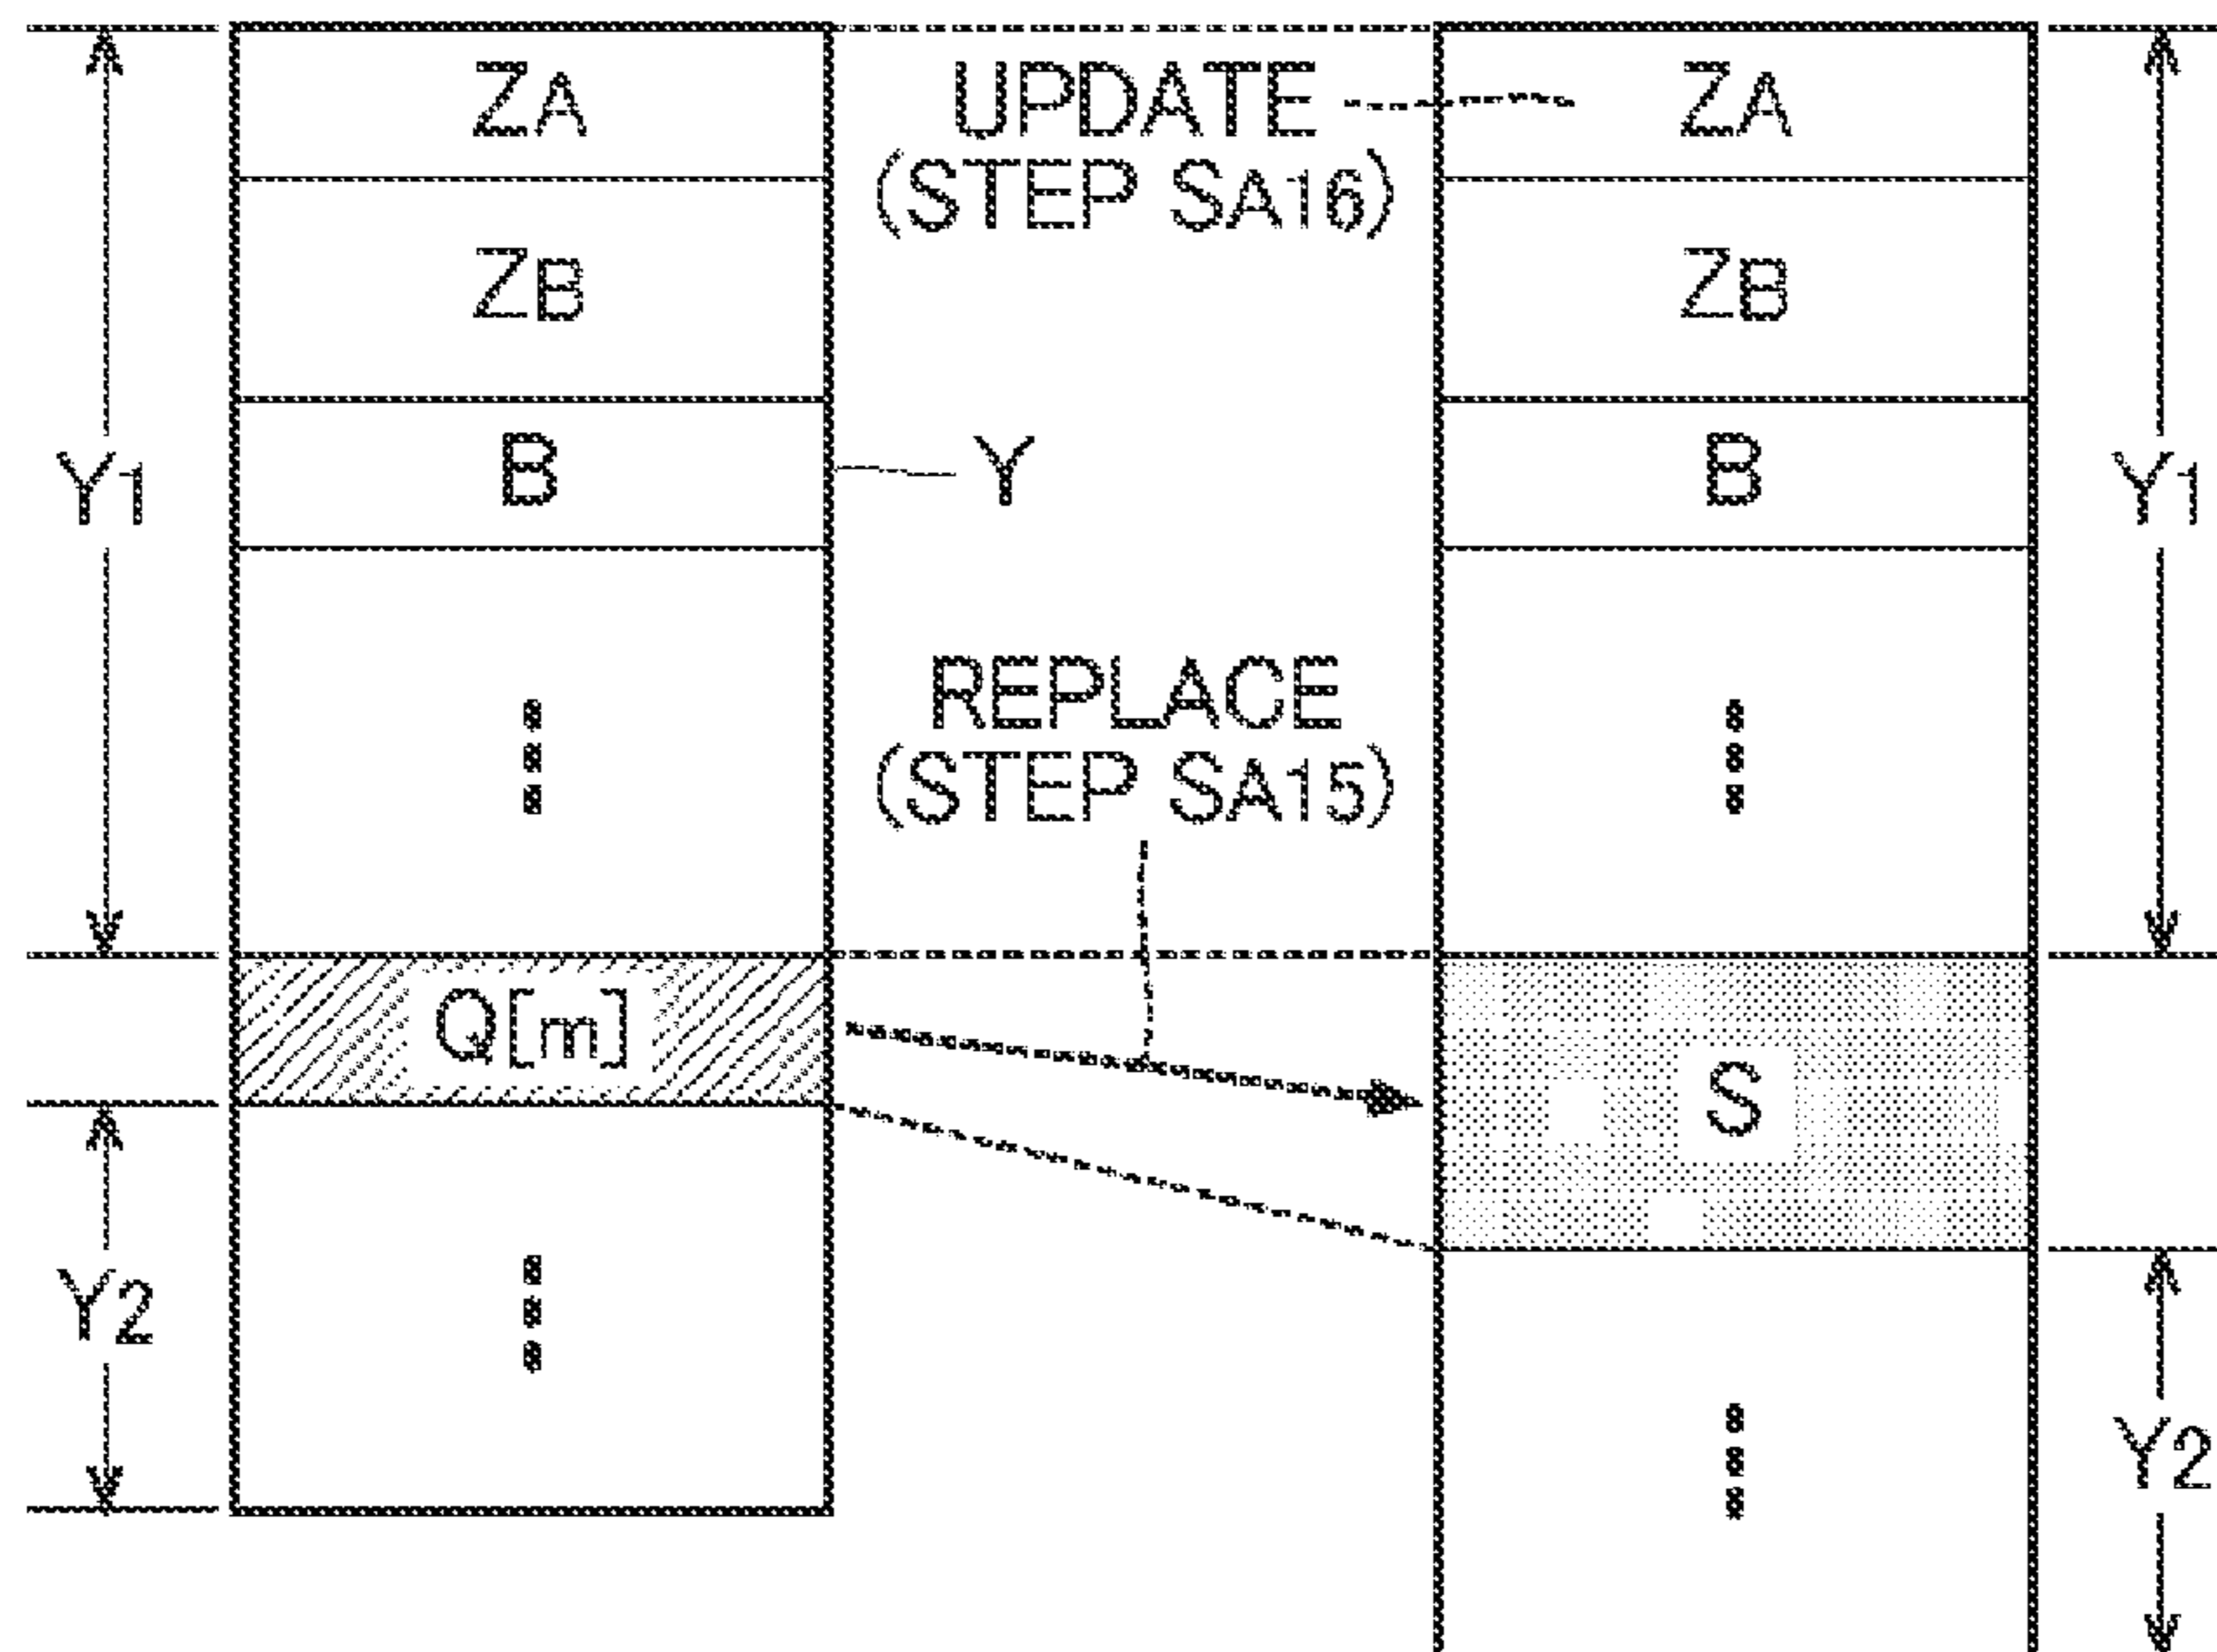 ZA
UPDATE
(STEP SA16)
ZA
ZB
ZB
Y1
B
Y
B
Y1
REPLACE
(STEP SA15)
Q[m]
S
Y2
Y2